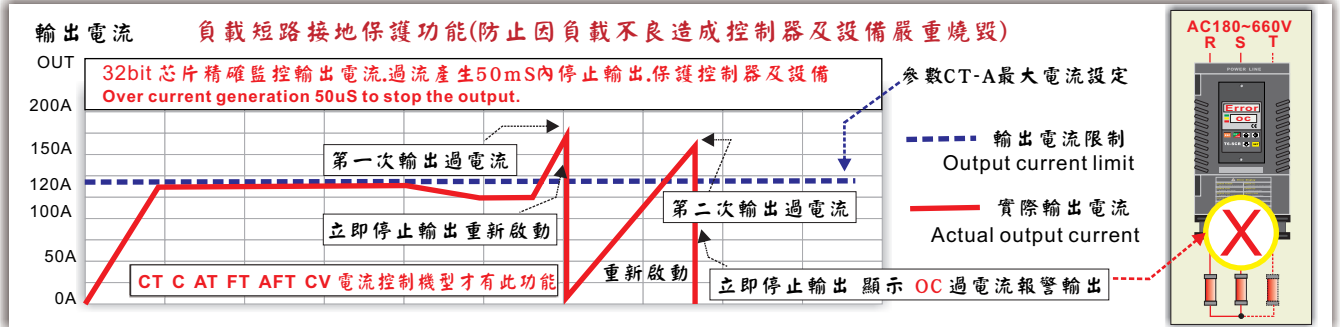 輸出電流 負載短路接地保護功能(防止因負載不良造成控制器及設備嚴重燒毀)
OUT
32bit 芯片精確監控輸出電流.過流產生50mS內停止輸出.保護控制器及設備
Over current generation 50uS to stop the output.
200A
150A
120A
100A
50A
0A
第一次輸出過電流
立即停止輸出重新啟動
第二次輸出過電流
CT C AT FT AFT CV 電流控制機型才有此功能
重新啟動
立即停止輸出 顯示 OC 過電流報警輸出
參數CT-A最大電流設定
輸出電流限制
Output current limit
實際輸出電流
Actual output current
AC180~660V
R S T
POWER LINE
Error
OC
X